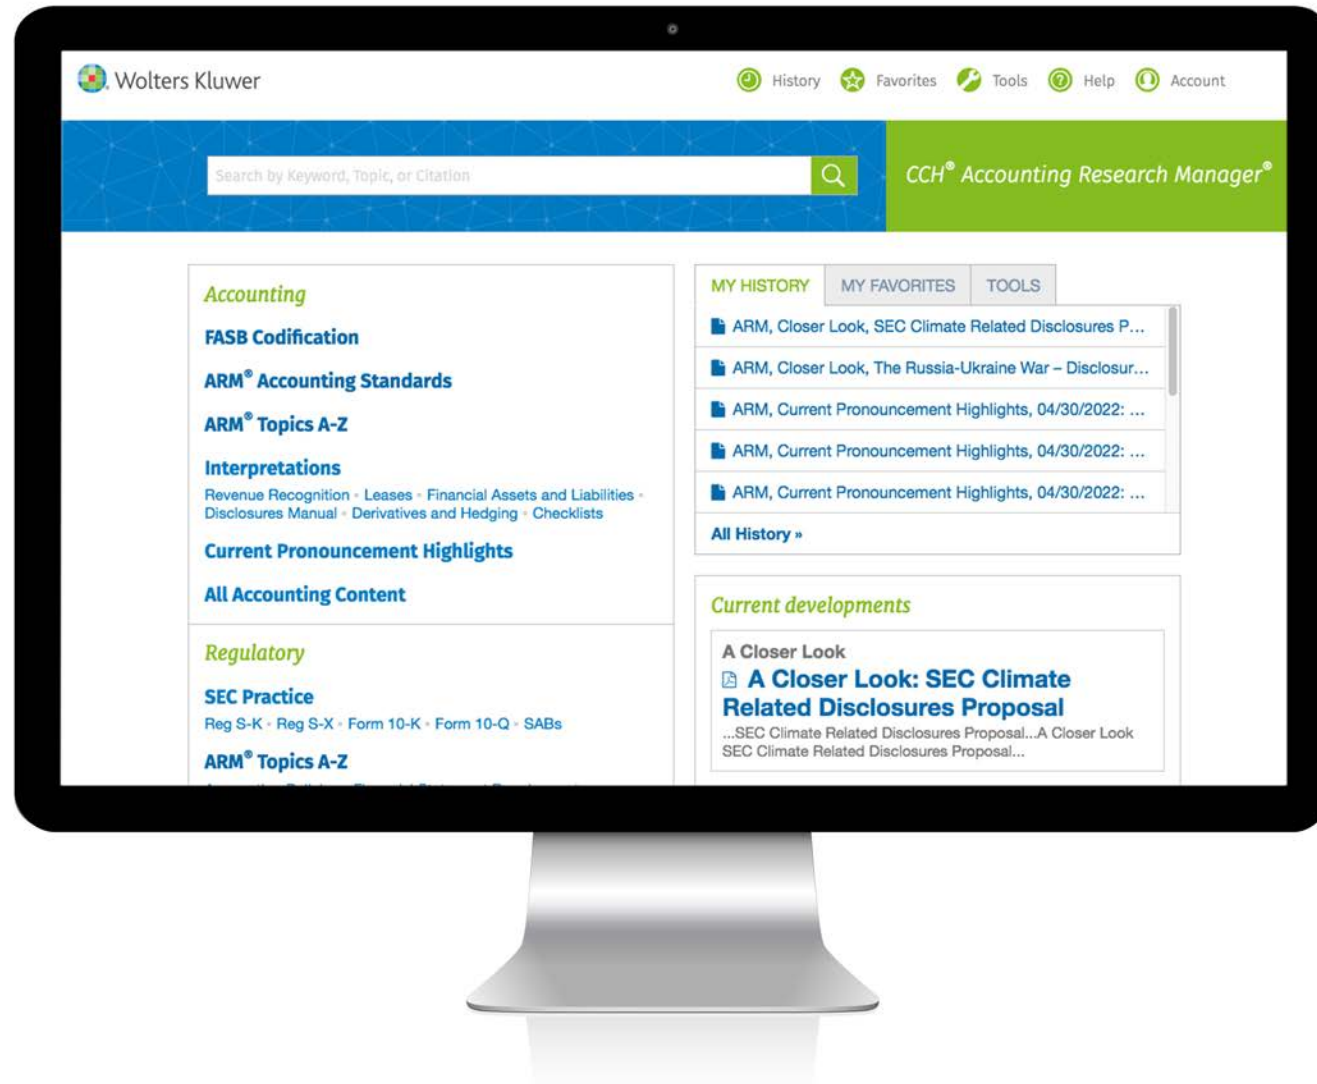 Wolters Kluwer
History
Favorites
Tools
Help
Account
Search by Keyword, Topic, or Citation
CCH® Accounting Research Manager®
Accounting
FASB Codification
ARM® Accounting Standards
ARM® Topics A-Z
Interpretations
Revenue Recognition • Leases • Financial Assets and Liabilities •
Disclosures Manual • Derivatives and Hedging • Checklists
Current Pronouncement Highlights
All Accounting Content
Regulatory
SEC Practice
Reg S-K • Reg S-X • Form 10-K • Form 10-Q • SABs
ARM® Topics A-Z
MY HISTORY
MY FAVORITES
TOOLS
ARM, Closer Look, SEC Climate Related Disclosures P...
ARM, Closer Look, The Russia-Ukraine War – Disclosur...
ARM, Current Pronouncement Highlights, 04/30/2022: ...
ARM, Current Pronouncement Highlights, 04/30/2022: ...
ARM, Current Pronouncement Highlights, 04/30/2022: ...
All History »
Current developments
A Closer Look
A Closer Look: SEC Climate
Related Disclosures Proposal
...SEC Climate Related Disclosures Proposal...A Closer Look
SEC Climate Related Disclosures Proposal...